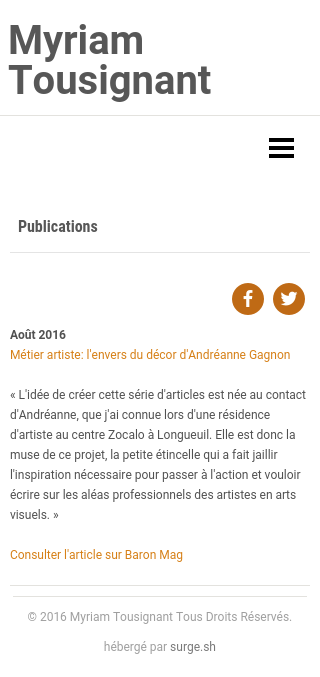 Myriam
Tousignant
Publications
Août 2016
Métier artiste: l'envers du décor d'Andréanne Gagnon
« L'idée de créer cette série d'articles est née au contact
d'Andréanne, que j'ai connue lors d'une résidence
d'artiste au centre Zocalo à Longueuil. Elle est donc la
muse de ce projet, la petite étincelle qui a fait jaillir
l'inspiration nécessaire pour passer à l'action et vouloir
écrire sur les aléas professionnels des artistes en arts
visuels. »
Consulter l'article sur Baron Mag
© 2016 Myriam Tousignant Tous Droits Réservés.
hébergé par surge.sh